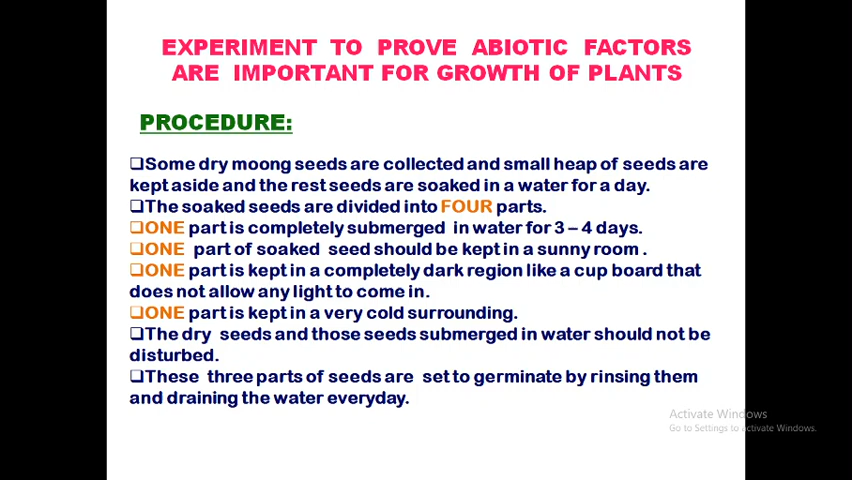 EXPERIMENT TO PROVE ABIOTIC FACTORS
ARE IMPORTANT FOR GROWTH OF PLANTS
PROCEDURE:
❑Some dry moong seeds are collected and small heap of seeds are
kept aside and the rest seeds are soaked in a water for a day.
❑The soaked seeds are divided into FOUR parts.
❑ONE part is completely submerged in water for 3 – 4 days.
❑ONE part of soaked seed should be kept in a sunny room .
❑ONE part is kept in a completely dark region like a cup board that
does not allow any light to come in.
❑ONE part is kept in a very cold surrounding.
❑The dry seeds and those seeds submerged in water should not be
disturbed.
❑These three parts of seeds are set to germinate by rinsing them
and draining the water everyday.
Activate Windows
Go to Settings to activate Windows.